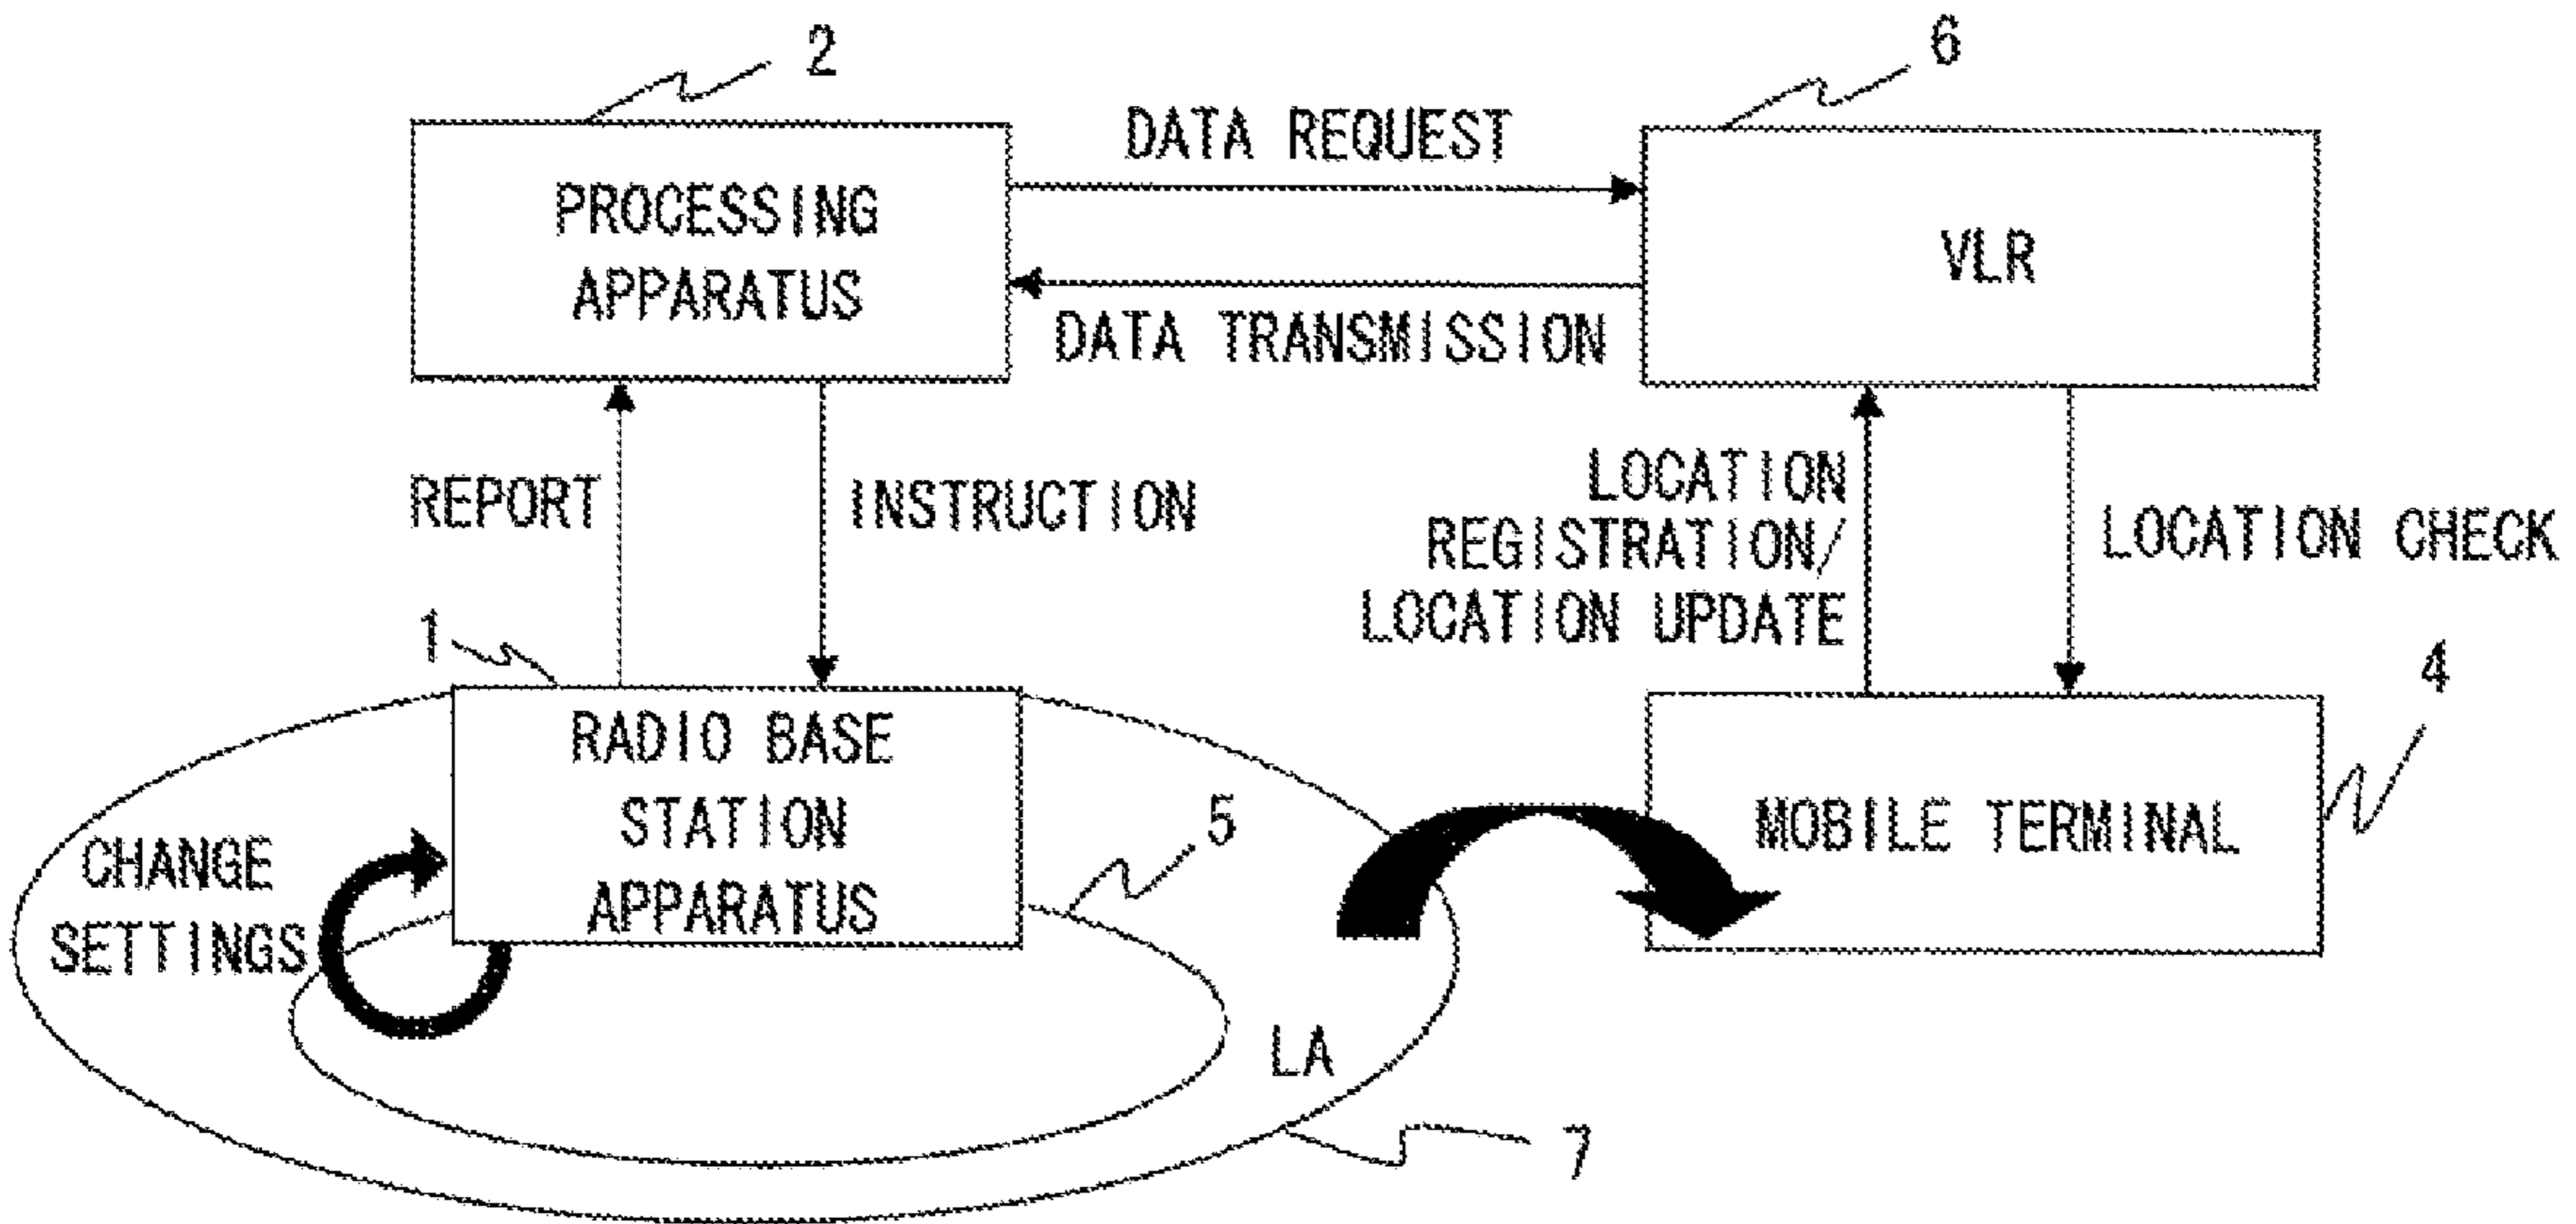 2
6
DATA REQUEST
PROCESSING
APPARATUS
VLR
DATA TRANSMISSION
REPORT
INSTRUCTION
LOCATION
REGISTRATION/
LOCATION UPDATE
LOCATION CHECK
1
4
RADIO BASE
STATION
APPARATUS
5
MOBILE TERMINAL
CHANGE
SETTINGS
LA
7